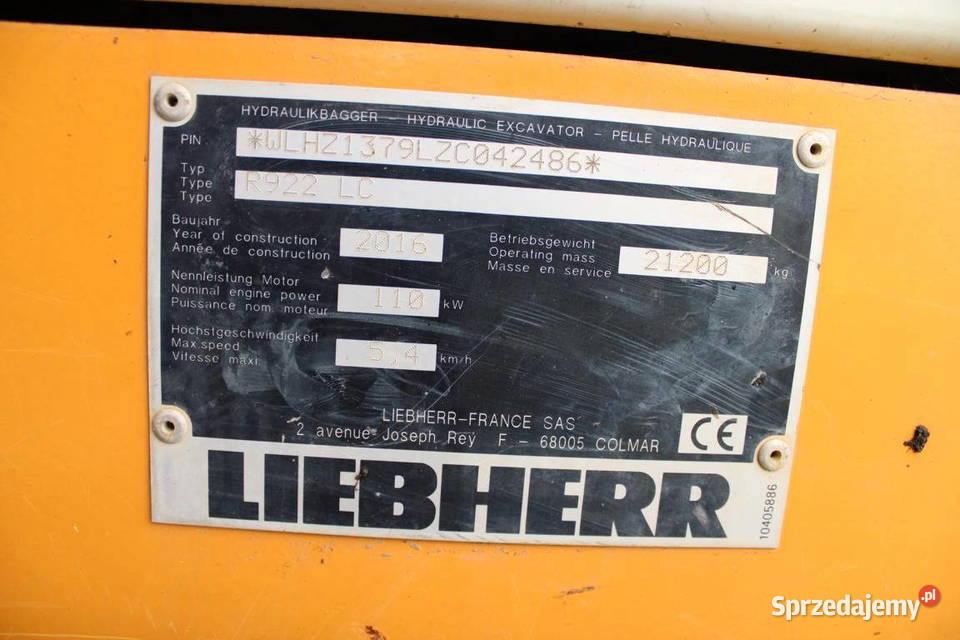 HYDRAULIKBAGGER - HYDRAULIC EXCAVATOR - PELLE HYDRAULIQUE
PIN *WLHZ1379LZC042486*
Typ
Type R922 LC
Type
Baujahr
Year of construction 2016
Année de construction
Betriebsgewicht
Operating mass 21200 kg
Masse en service
Nennleistung Motor
Nominal engine power 110 kW
Puissance nom. moteur
Höchstgeschwindigkeit
Max.speed 5,4 km/h
Vitesse maxi.
LIEBHERR-FRANCE SAS
2 avenue Joseph Rey F - 68005 COLMAR
CE
LIEBHERR
10405886
Sprzedajemy.pl